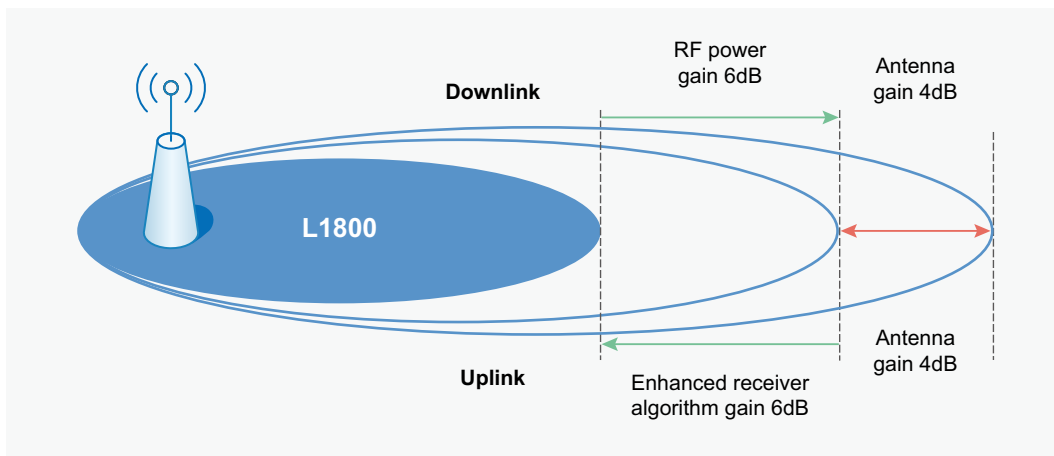 RF power
gain 6dB
Antenna
gain 4dB
Downlink
L1800
Uplink
Enhanced receiver
algorithm gain 6dB
Antenna
gain 4dB